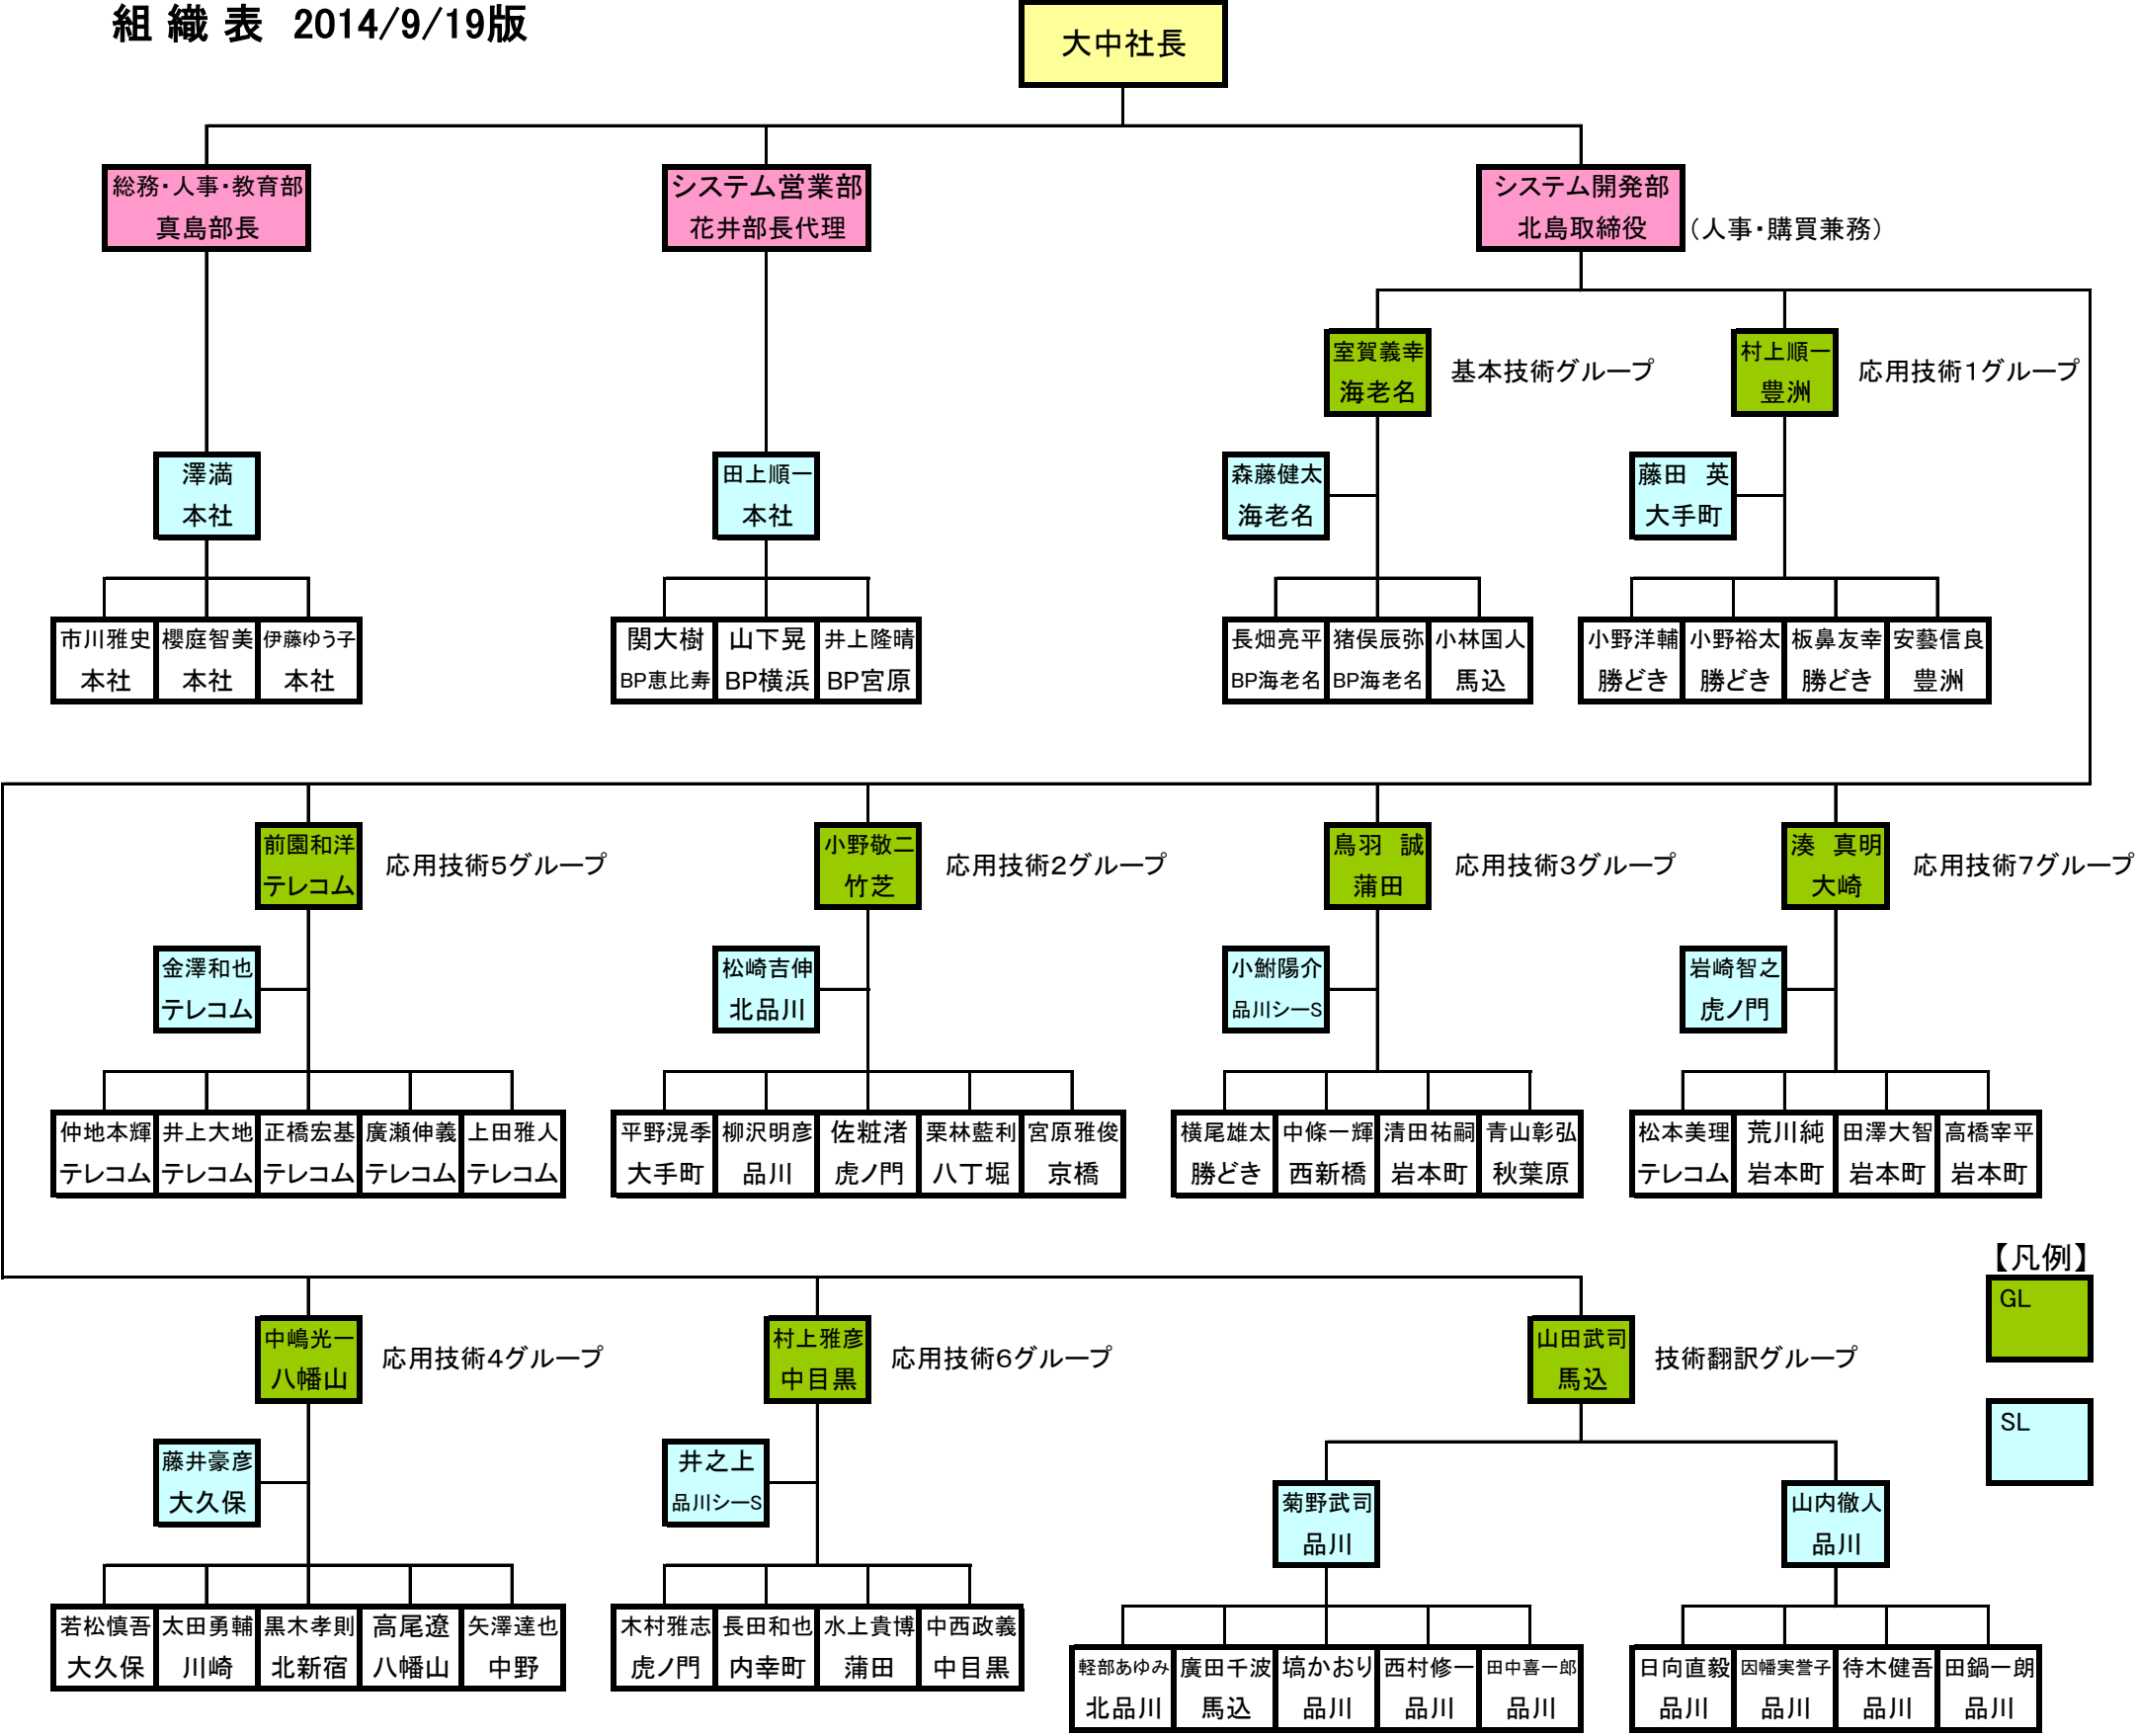 組 織 表 2014/9/19版
大中社長
総務・人事・教育部
真島部長
システム営業部
花井部長代理
システム開発部
北島取締役
（人事・購買兼務）
室賀義幸
海老名
基本技術グループ
村上順一
豊洲
応用技術1グループ
澤満
本社
田上順一
本社
森藤健太
海老名
藤田 英
大手町
市川雅史
本社
櫻庭智美
本社
伊藤ゆう子
本社
関大樹
BP恵比寿
山下晃
BP横浜
井上隆晴
BP宮原
長畑亮平
BP海老名
猪俣辰弥
BP海老名
小林国人
馬込
小野洋輔
勝どき
小野裕太
勝どき
板鼻友幸
勝どき
安藝信良
豊洲
前園和洋
テレコム
応用技術5グループ
小野敬二
竹芝
応用技術2グループ
鳥羽 誠
蒲田
応用技術3グループ
湊 真明
大崎
応用技術7グループ
金澤和也
テレコム
松崎吉伸
北品川
小鮒陽介
品川シーS
岩崎智之
虎ノ門
仲地本輝
テレコム
井上大地
テレコム
正橋宏基
テレコム
廣瀬伸義
テレコム
上田雅人
テレコム
平野滉季
大手町
柳沢明彦
品川
佐粧渚
虎ノ門
栗林藍利
八丁堀
宮原雅俊
京橋
横尾雄太
勝どき
中條一輝
西新橋
清田祐嗣
岩本町
青山彰弘
秋葉原
松本美理
テレコム
荒川純
岩本町
田澤大智
岩本町
高橋宰平
岩本町
【凡例】
GL
SL
中嶋光一
八幡山
応用技術4グループ
村上雅彦
中目黒
応用技術6グループ
山田武司
馬込
技術翻訳グループ
藤井豪彦
大久保
井之上
品川シーS
菊野武司
品川
山内徹人
品川
若松慎吾
大久保
太田勇輔
川崎
黒木孝則
北新宿
高尾遼
八幡山
矢澤達也
中野
木村雅志
虎ノ門
長田和也
内幸町
水上貴博
蒲田
中西政義
中目黒
軽部あゆみ
北品川
廣田千波
馬込
塙かおり
品川
西村修一
品川
田中喜一郎
品川
日向直毅
品川
因幡実誉子
品川
待木健吾
品川
田鍋一朗
品川